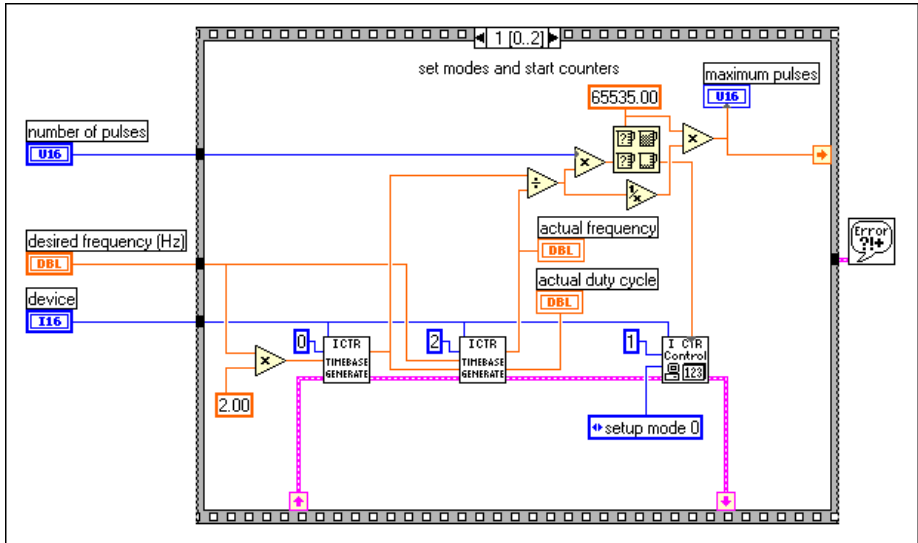 1 [0..2]
set modes and start counters
maximum pulses
U16
65535.00
number of pulses
U16
?
?
x
x
÷
1/x
desired frequency (Hz)
DBL
actual frequency
DBL
Error
?!+
actual duty cycle
DBL
device
I16
0
ICTR
TIMEBASE
GENERATE
2
ICTR
TIMEBASE
GENERATE
1
I CTR
Control
123
x
2.00
setup mode 0